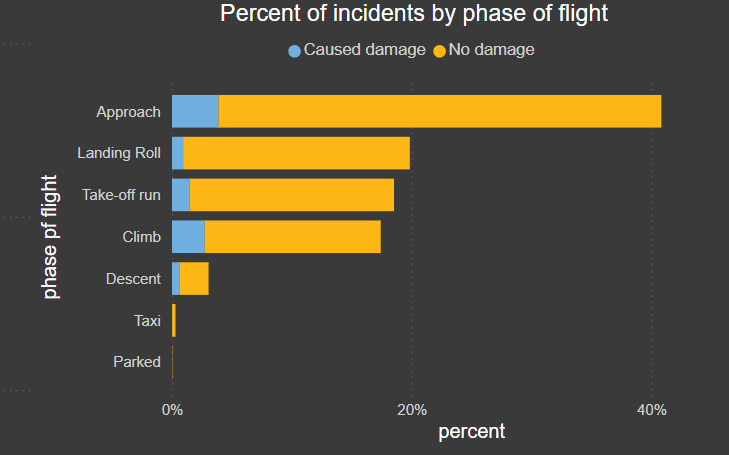 Percent of incidents by phase of flight
Caused damage No damage
phase pf flight
Approach
Landing Roll
Take-off run
Climb
Descent
Taxi
Parked
0% 20% 40%
percent